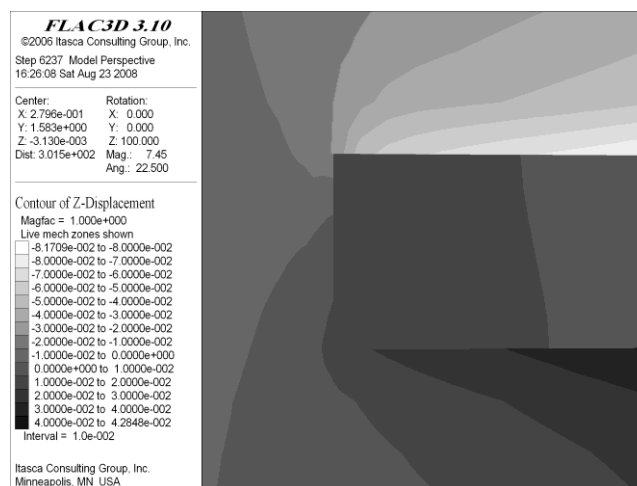 FLAC3D 3.10
©2006 Itasca Consulting Group, Inc.
Step 6237 Model Perspective
16:26:08 Sat Aug 23 2008
Center: Rotation:
X: 2.796e-001 X: 0.000
Y: 1.583e+000 Y: 0.000
Z: -3.130e-003 Z: 100.000
Dist: 3.015e+002 Mag.: 7.45
Ang.: 22.500
Contour of Z-Displacement
Magfac = 1.000e+000
Live mech zones shown
-8.1709e-002 to -8.0000e-002
-8.0000e-002 to -7.0000e-002
-7.0000e-002 to -6.0000e-002
-6.0000e-002 to -5.0000e-002
-5.0000e-002 to -4.0000e-002
-4.0000e-002 to -3.0000e-002
-3.0000e-002 to -2.0000e-002
-2.0000e-002 to -1.0000e-002
-1.0000e-002 to 0.0000e+000
0.0000e+000 to 1.0000e-002
1.0000e-002 to 2.0000e-002
2.0000e-002 to 3.0000e-002
3.0000e-002 to 4.0000e-002
4.0000e-002 to 4.2848e-002
Interval = 1.0e-002
Itasca Consulting Group, Inc.
Minneapolis, MN USA